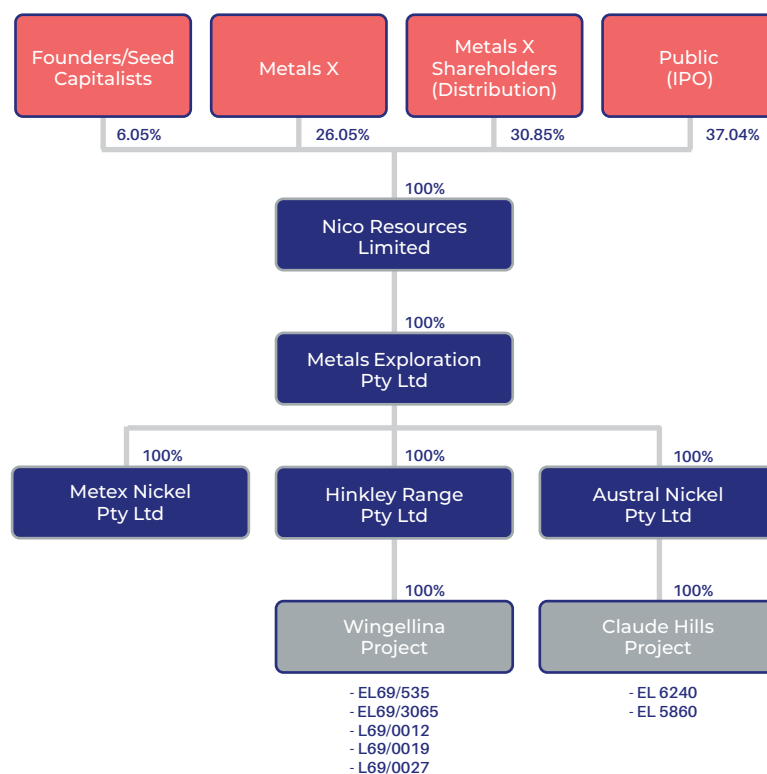 Founders/Seed
Capitalists
Metals X
Metals X
Shareholders
(Distribution)
Public
(IPO)
6.05%
26.05%
30.85%
37.04%
100%
Nico Resources
Limited
100%
Metals Exploration
Pty Ltd
100%
100%
100%
Metex Nickel
Pty Ltd
Hinkley Range
Pty Ltd
Austral Nickel
Pty Ltd
100%
100%
Wingellina
Project
Claude Hills
Project
- EL69/535
- EL69/3065
- L69/0012
- L69/0019
- L69/0027
- EL 6240
- EL 5860